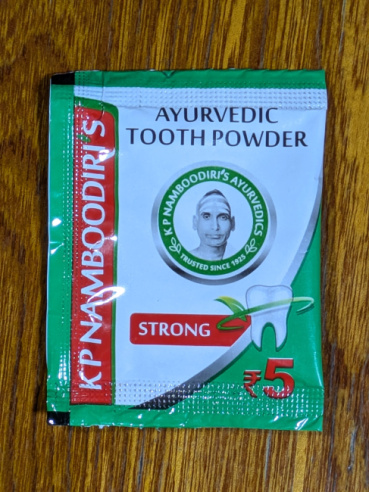 AYURVEDIC
TOOTH POWDER
K P NAMBOODIRI'S
K P NAMBOODIRI'S AYURVEDICS
TRUSTED SINCE 1925
STRONG
₹5